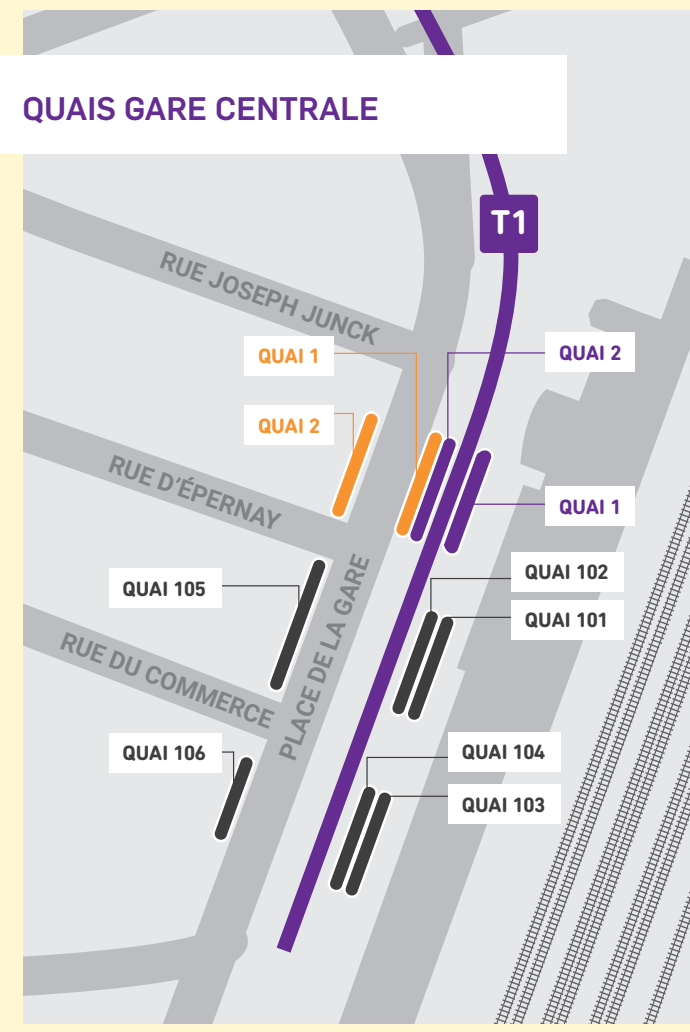 QUAIS GARE CENTRALE
T1
RUE JOSEPH JUNCK
QUAI 1
QUAI 2
QUAI 2
RUE D'ÉPERNAY
QUAI 1
PLACE DE LA GARE
QUAI 105
QUAI 102
QUAI 101
RUE DU COMMERCE
QUAI 106
QUAI 104
QUAI 103